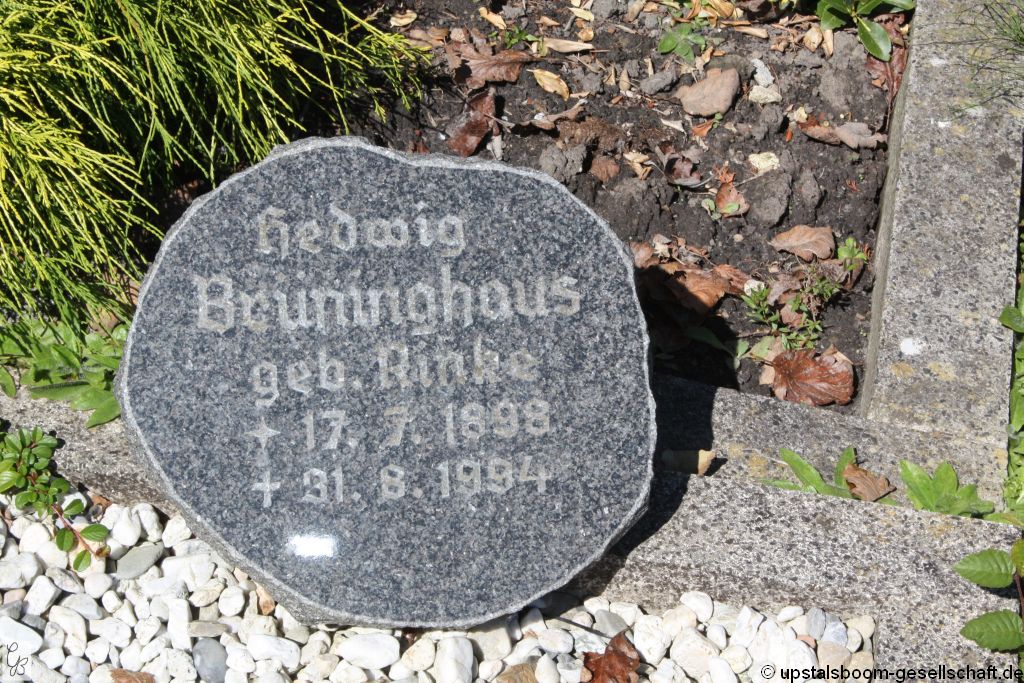 Hedwig
Brüninghaus
geb. Rinke
17. 7. 1898
† 31. 8. 1994
© upstalsboom-gesellschaft.de